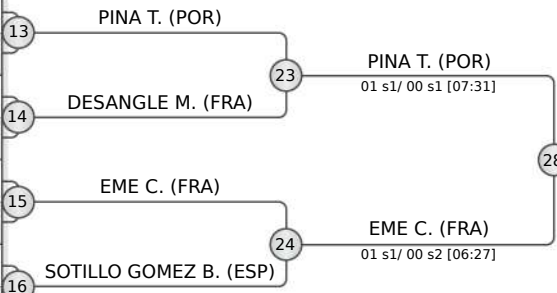 PINA T. (POR)
13
23
PINA T. (POR)
01 s1/ 00 s1 [07:31]
DESANGLE M. (FRA)
14
28
EME C. (FRA)
15
24
EME C. (FRA)
01 s1/ 00 s2 [06:27]
SOTILLO GOMEZ B. (ESP)
16